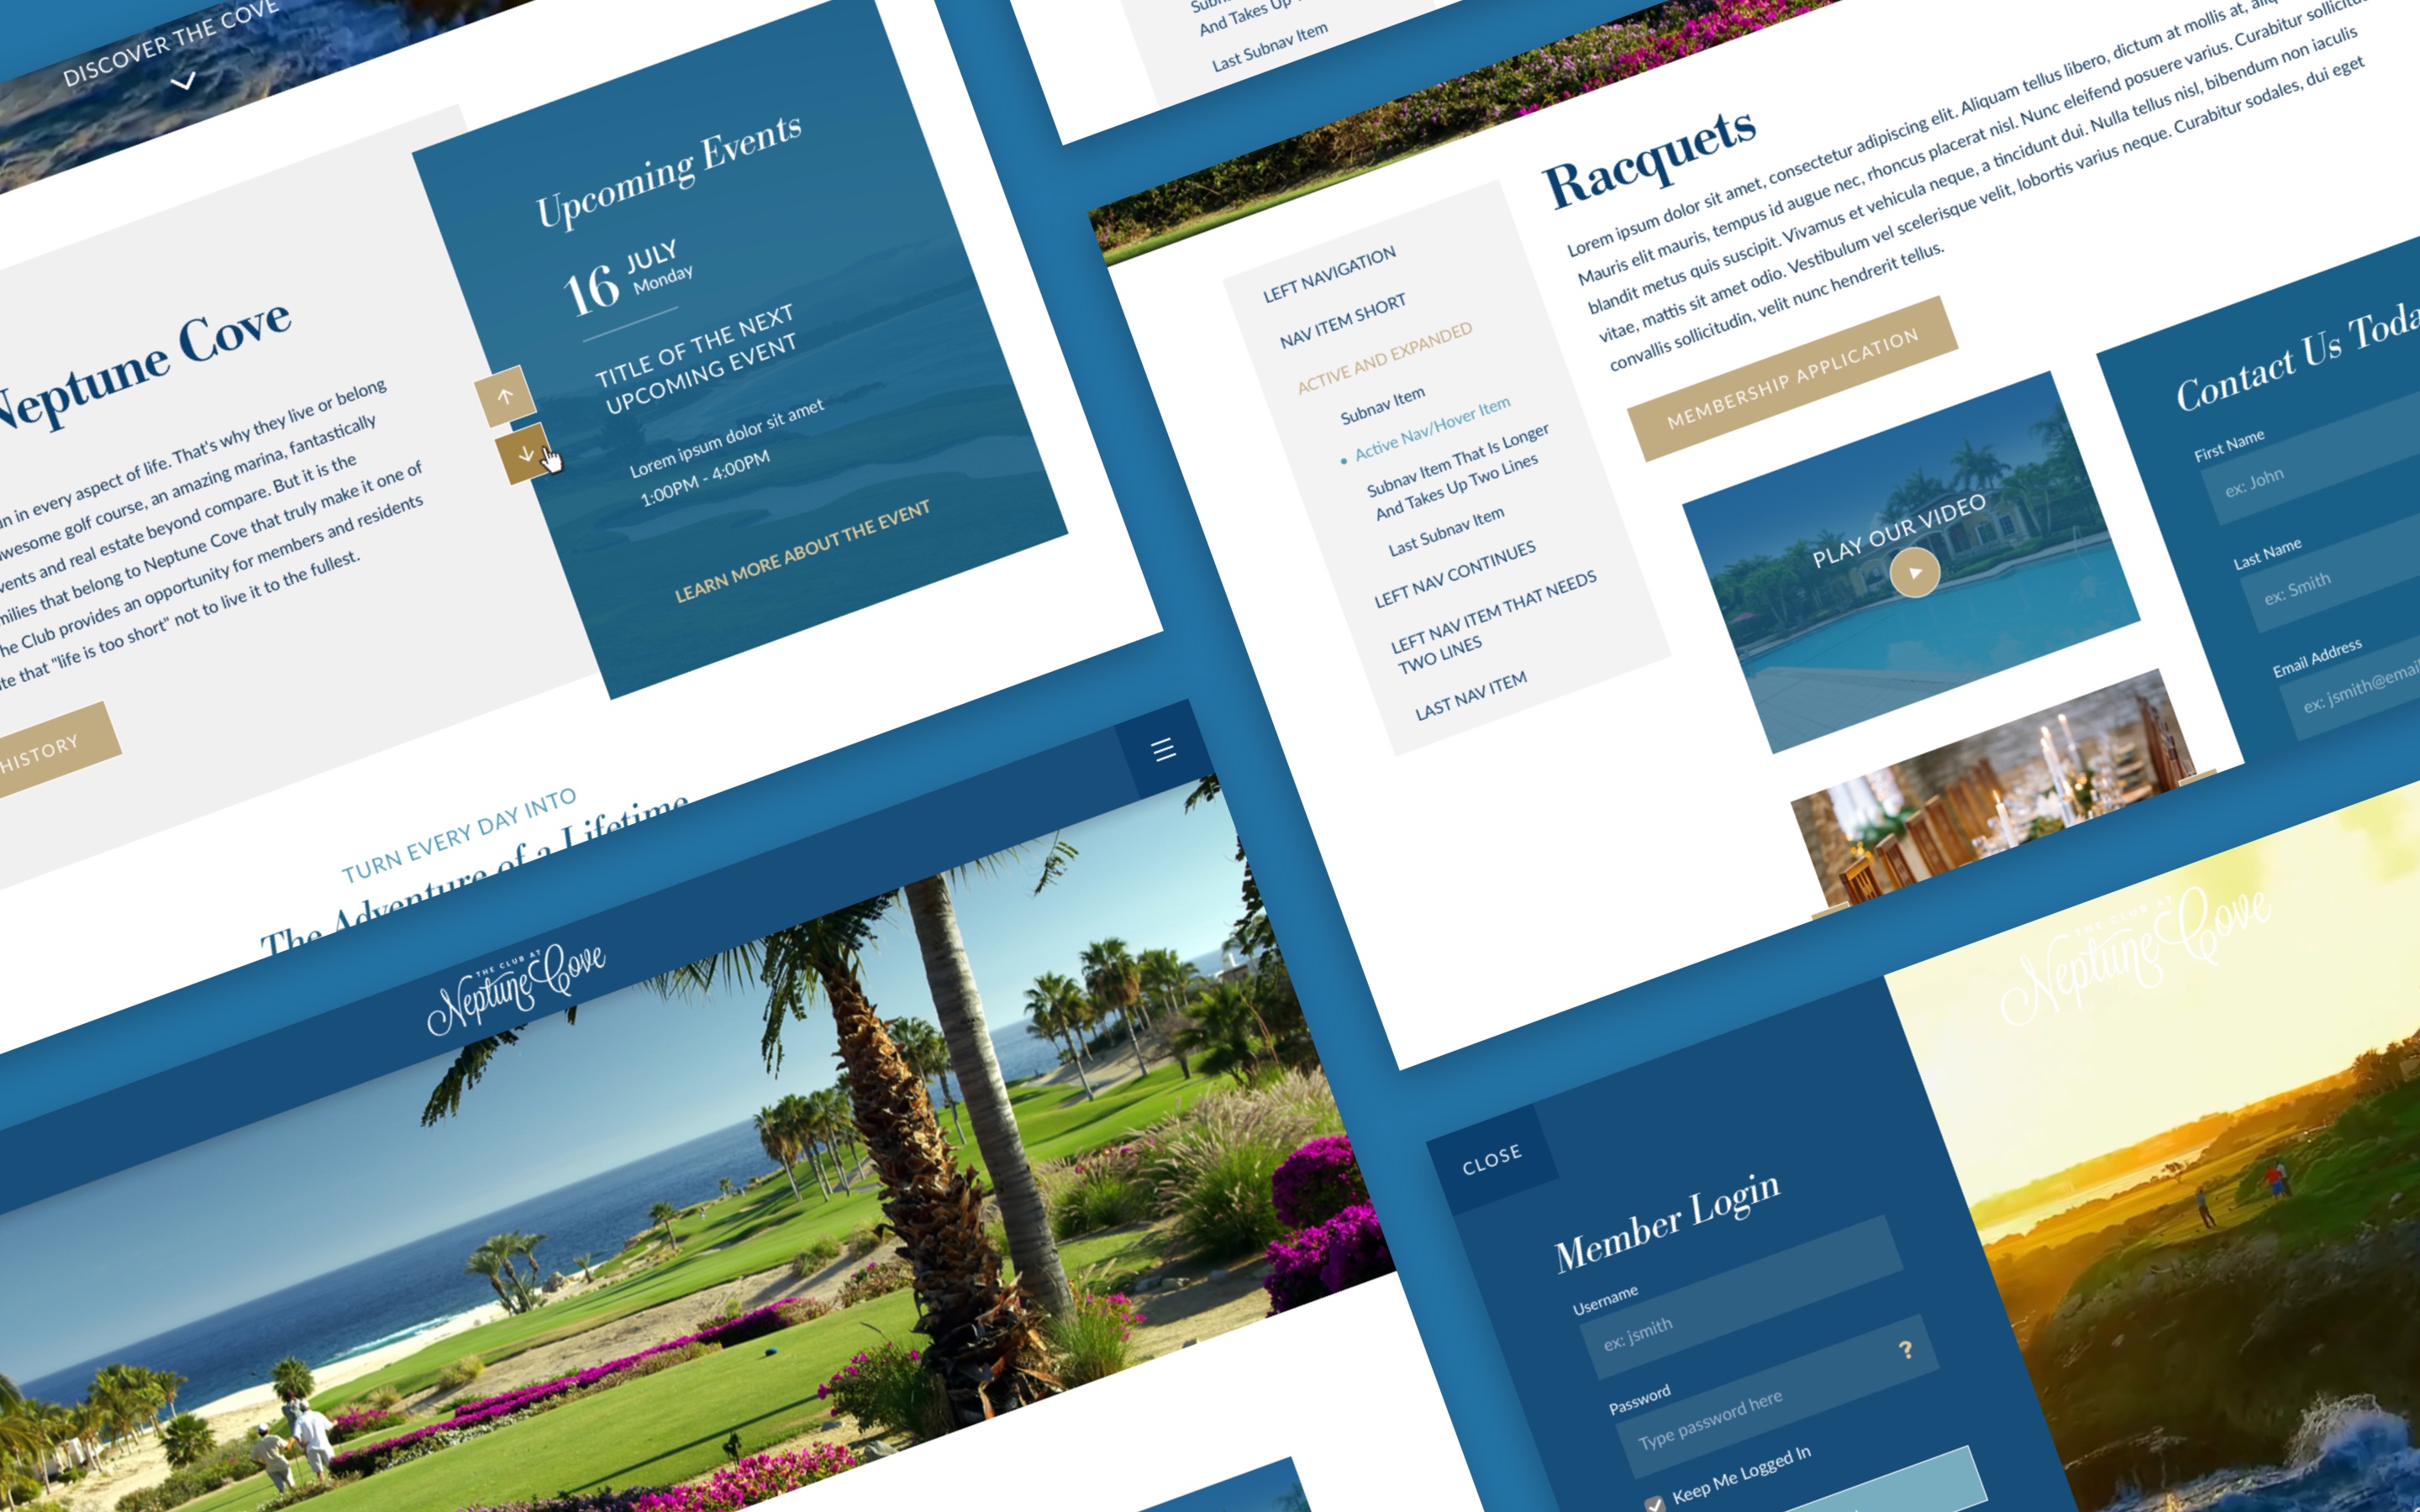 DISCOVER THE COVE
Neptune Cove
in every aspect of life. That's why they live or belong
awesome golf course, an amazing marina, fantastically
events and real estate beyond compare. But it is the
families that belong to Neptune Cove that truly make it one of
The Club provides an opportunity for members and residents
that "life is too short" not to live it to the fullest.
HISTORY
Upcoming Events
16 JULY
Monday
TITLE OF THE NEXT
UPCOMING EVENT
Lorem ipsum dolor sit amet
1:00PM - 4:00PM
LEARN MORE ABOUT THE EVENT
TURN EVERY DAY INTO
The Adventure of a Lifetime
THE CLUB AT
Neptune Cove
And Takes Up
Last Subnav Item
LEFT NAVIGATION
NAV ITEM SHORT
ACTIVE AND EXPANDED
Subnav Item
• Active Nav/Hover Item
Subnav Item That Is Longer
And Takes Up Two Lines
Last Subnav Item
LEFT NAV CONTINUES
LEFT NAV ITEM THAT NEEDS
TWO LINES
LAST NAV ITEM
Racquets
Lorem ipsum dolor sit amet, consectetur adipiscing elit. Aliquam tellus libero, dictum at mollis at,
Mauris elit mauris, tempus id augue nec, rhoncus placerat nisl. Nunc eleifend posuere varius. Curabitur
blandit metus quis suscipit. Vivamus et vehicula neque, a tincidunt dui. Nulla tellus nisl, bibendum non iaculis
vitae, mattis sit amet odio. Vestibulum vel scelerisque velit, lobortis varius neque. Curabitur sodales, dui eget
convallis sollicitudin, velit nunc hendrerit tellus.
MEMBERSHIP APPLICATION
PLAY OUR VIDEO
Contact Us
First Name
ex: John
Last Name
ex: Smith
Email Address
ex: jsmith@email
THE CLUB AT
Neptune Cove
CLOSE
Member Login
Username
ex: jsmith
Password
Type password here
?
Keep Me Logged In